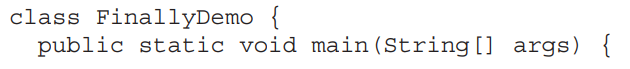 class FinallyDemo {
  public static void main(String[] args) {